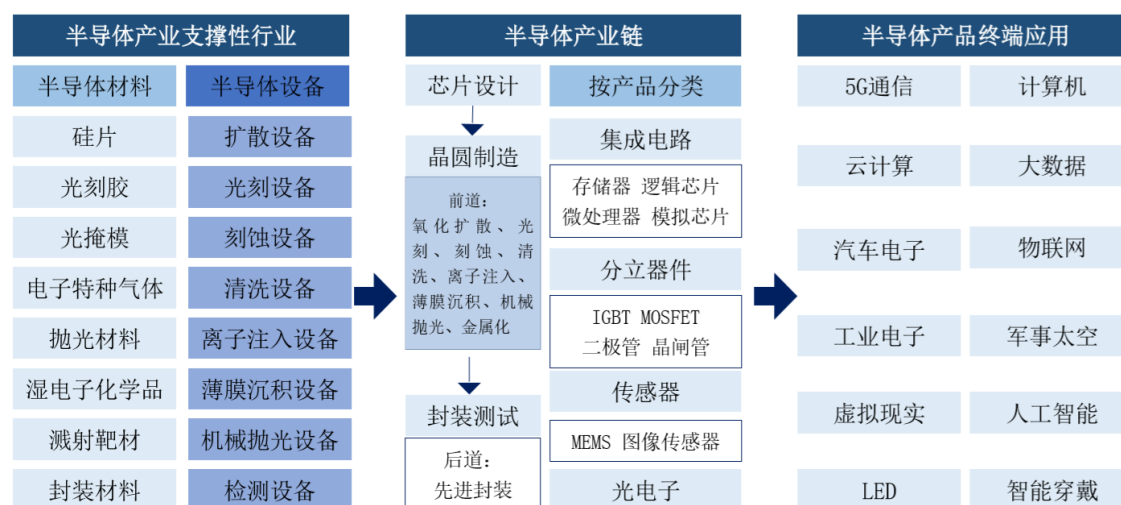 半导体产业支撑性行业
半导体材料
半导体设备
硅片
扩散设备
光刻胶
光刻设备
光掩模
刻蚀设备
电子特种气体
清洗设备
抛光材料
离子注入设备
湿电子化学品
薄膜沉积设备
溅射靶材
机械抛光设备
封装材料
检测设备
半导体产业链
芯片设计
晶圆制造
前道:
氧化扩散、光
刻、刻蚀、清
洗、离子注入、
薄膜沉积、机械
抛光、金属化
封装测试
后道:
先进封装
按产品分类
集成电路
存储器 逻辑芯片
微处理器 模拟芯片
分立器件
IGBT MOSFET
二极管 晶闸管
传感器
MEMS 图像传感器
光电子
半导体产品终端应用
5G通信
计算机
云计算
大数据
汽车电子
物联网
工业电子
军事太空
虚拟现实
人工智能
LED
智能穿戴